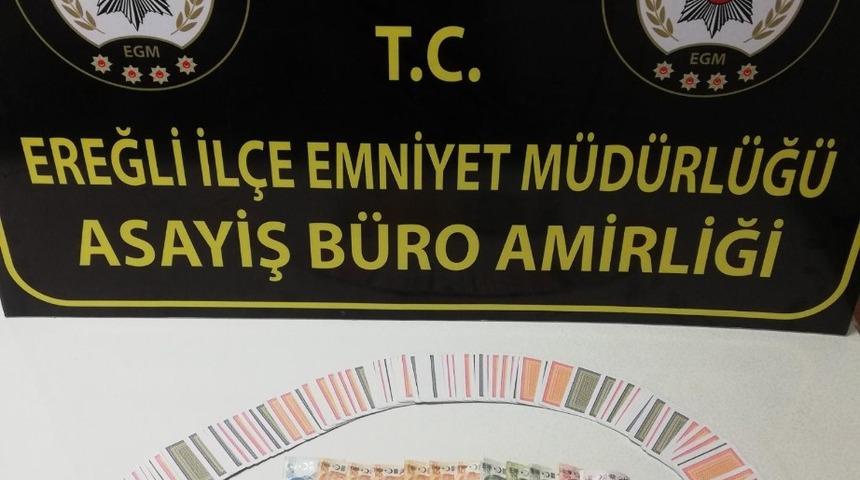 EGM
EGM
T.C.
EREĞLİ İLÇE EMNİYET MÜDÜRLÜĞÜ
ASAYİŞ BÜRO AMİRLİĞİ